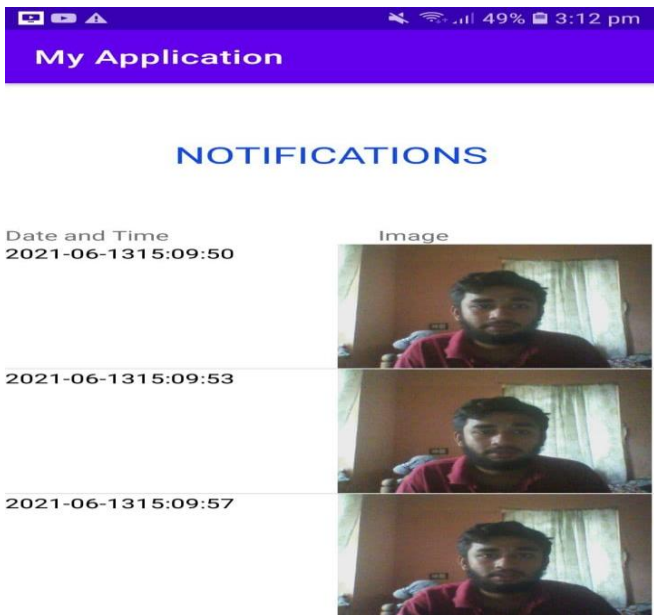 49% 3:12 pm
My Application
NOTIFICATIONS
Date and Time Image
2021-06-1315:09:50
2021-06-1315:09:53
2021-06-1315:09:57